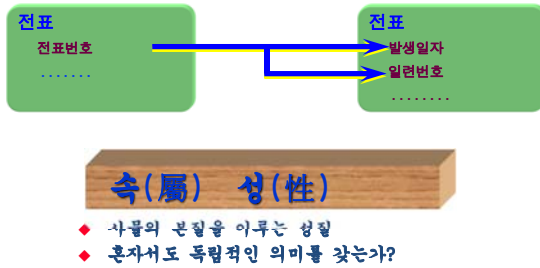 전표
전표번호
.......
전표
발생일자
일련번호
........
속(屬) 성(性)
사물의 본질을 이루는 성질
혼자서도 독립적인 의미를 갖는가?